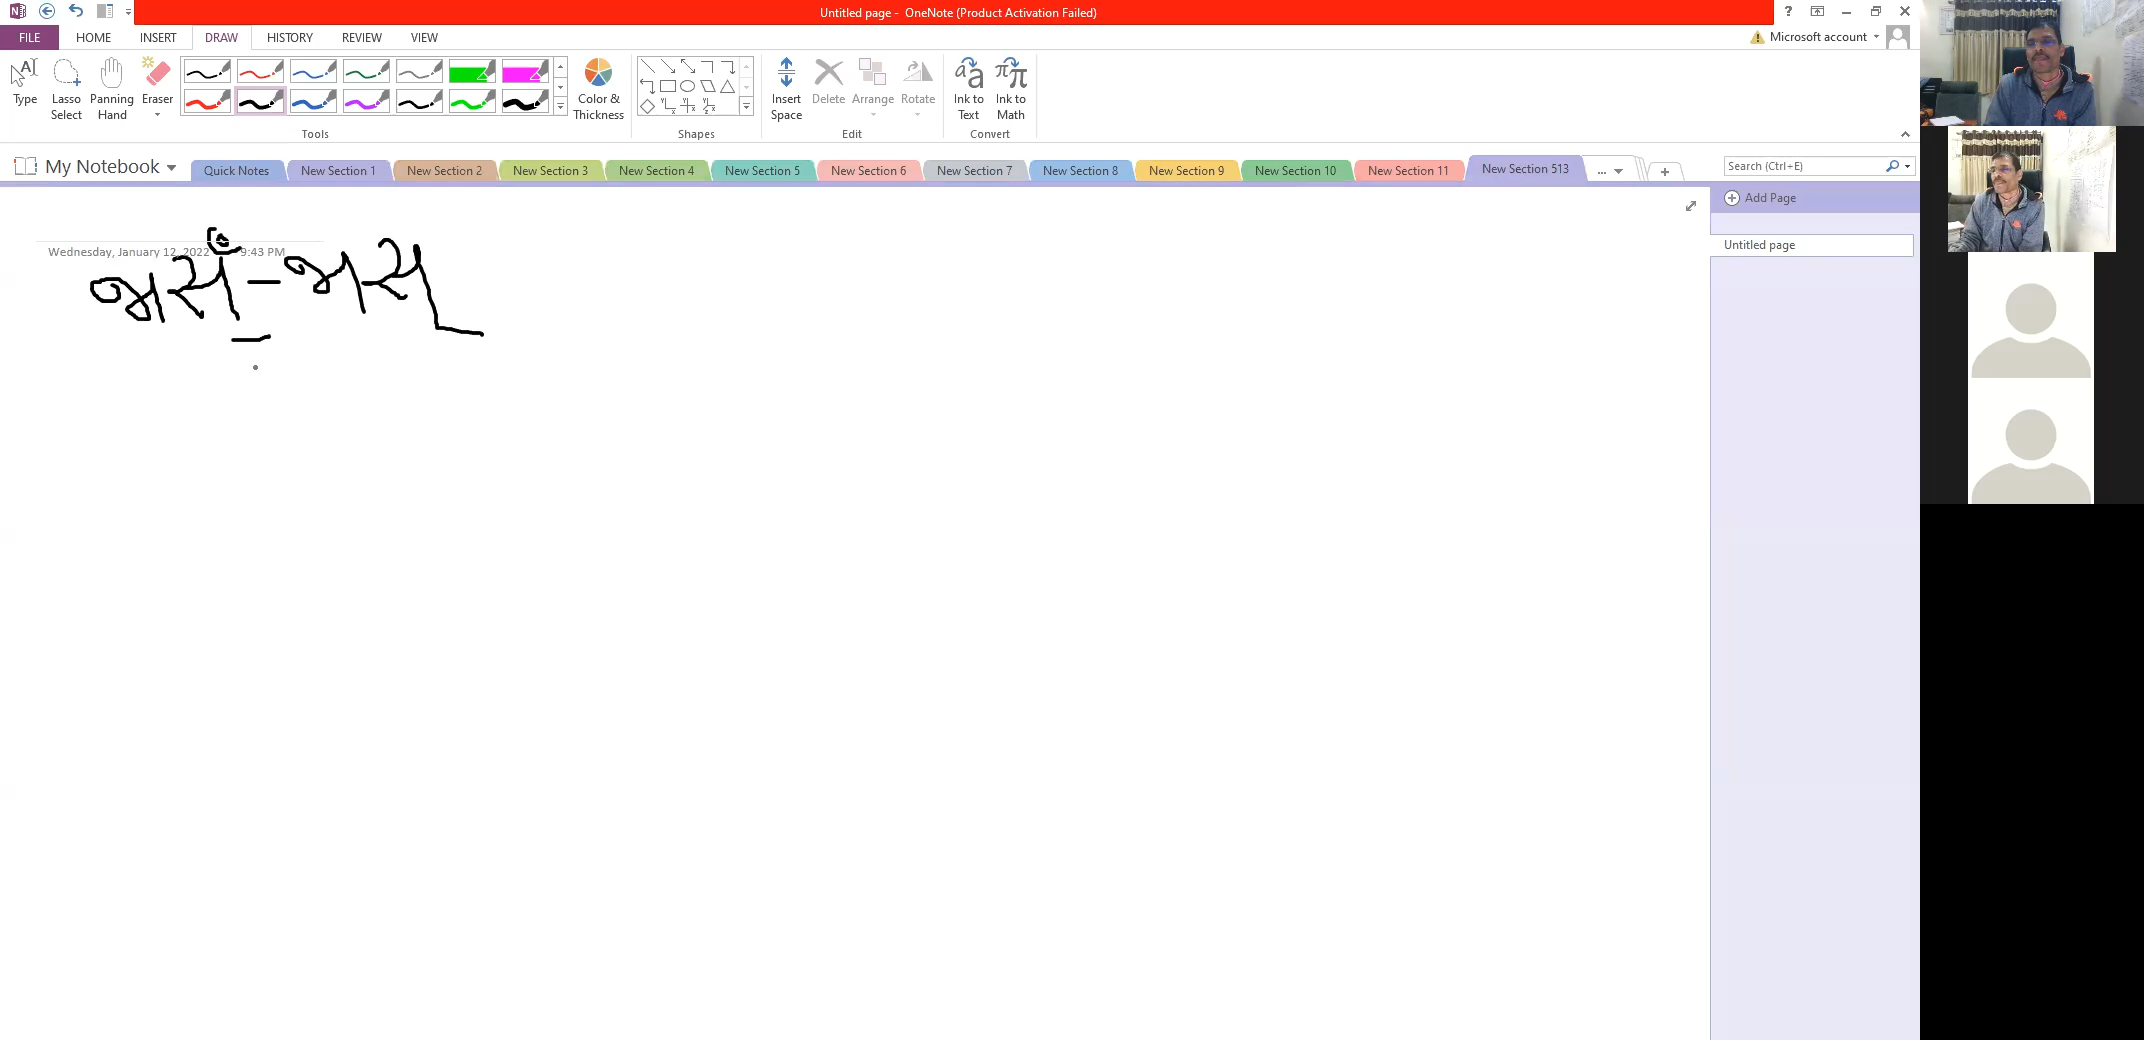 Untitled page - OneNote (Product Activation Failed)
FILE HOME INSERT DRAW HISTORY REVIEW VIEW
Microsoft account
Type Lasso Select Panning Hand Eraser
Color & Thickness
Insert Space Delete Arrange Rotate
Ink to Text Ink to Math
Tools Shapes Edit Convert
My Notebook Quick Notes New Section 1 New Section 2 New Section 3 New Section 4 New Section 5 New Section 6 New Section 7 New Section 8 New Section 9 New Section 10 New Section 11 New Section 513 ...
Search (Ctrl+E)
Add Page
Untitled page
Wednesday, January 12, 2022 9:43 PM